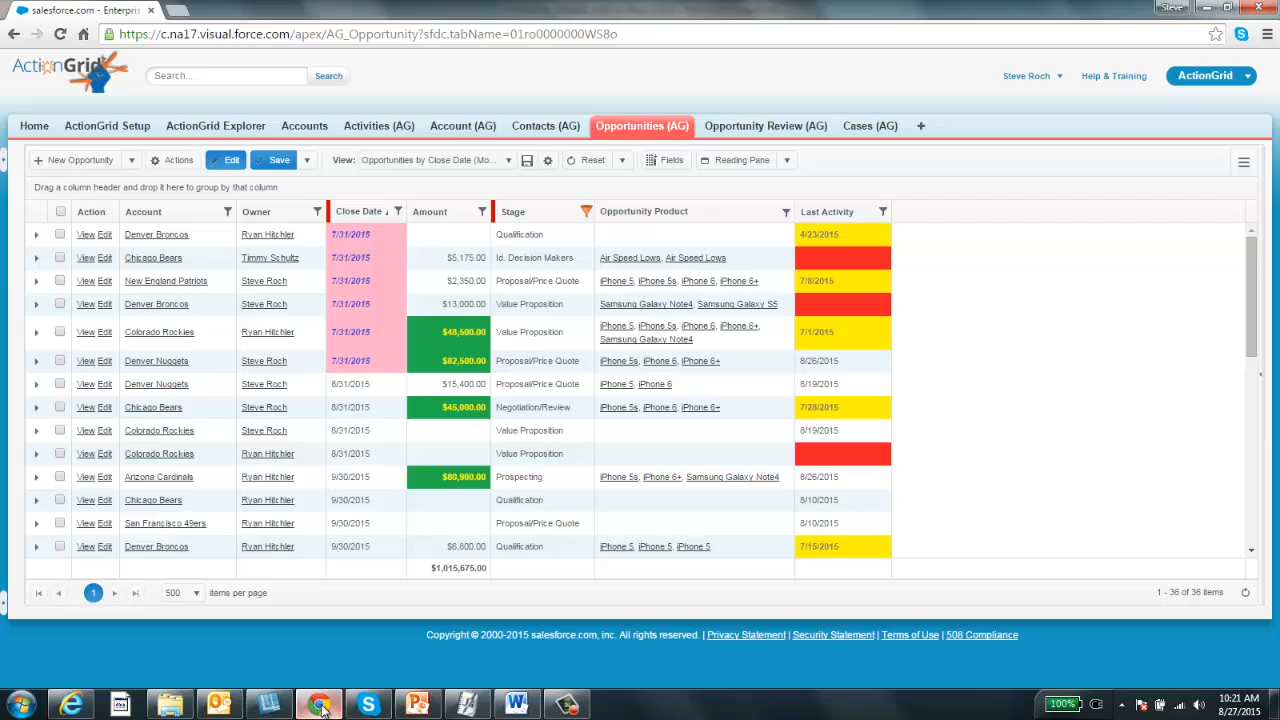 salesforce.com - Enterpris
Steve
https://c.na17.visual.force.com/apex/AG_Opportunity?sfdc.tabName=01ro0000000WS8o
ActionGrid
Search...
Search
Steve Roch
Help & Training
ActionGrid
Home
ActionGrid Setup
ActionGrid Explorer
Accounts
Activities (AG)
Account (AG)
Contacts (AG)
Opportunities (AG)
Opportunity Review (AG)
Cases (AG)
New Opportunity
Actions
Edit
Save
View: Opportunities by Close Date (Mo...
Reset
Fields
Reading Pane
Drag a column header and drop it here to group by that column
Action Account Owner Close Date Amount Stage Opportunity Product Last Activity
View Edit Denver Broncos Ryan Hitchler 7/31/2015 Qualification 4/23/2015
View Edit Chicago Bears Timmy Schultz 7/31/2015 $5,175.00 Id. Decision Makers Air Speed Lows, Air Speed Lows
View Edit New England Patriots Steve Roch 7/31/2015 $2,350.00 Proposal/Price Quote iPhone 5, iPhone 5s, iPhone 6, iPhone 6+ 7/8/2015
View Edit Denver Broncos Steve Roch 7/31/2015 $13,000.00 Value Proposition Samsung Galaxy Note4, Samsung Galaxy S5
View Edit Colorado Rockies Ryan Hitchler 7/31/2015 $48,500.00 Value Proposition iPhone 5, iPhone 5s, iPhone 6, iPhone 6+, 7/1/2015
Samsung Galaxy Note4
View Edit Denver Nuggets Steve Roch 7/31/2015 $82,500.00 Proposal/Price Quote iPhone 5s, iPhone 6, iPhone 6+ 8/26/2015
View Edit Denver Nuggets Steve Roch 8/31/2015 $15,400.00 Proposal/Price Quote iPhone 5, iPhone 6 8/19/2015
View Edit Chicago Bears Steve Roch 8/31/2015 $45,000.00 Negotiation/Review iPhone 5s, iPhone 6, iPhone 6+ 7/28/2015
View Edit Colorado Rockies Steve Roch 8/31/2015 Value Proposition 8/19/2015
View Edit Colorado Rockies Ryan Hitchler 8/31/2015 Value Proposition
View Edit Arizona Cardinals Ryan Hitchler 9/30/2015 $80,900.00 Prospecting iPhone 5s, iPhone 6+, Samsung Galaxy Note4 8/26/2015
View Edit Chicago Bears Ryan Hitchler 9/30/2015 Qualification 8/10/2015
View Edit San Francisco 49ers Ryan Hitchler 9/30/2015 Proposal/Price Quote 8/10/2015
View Edit Denver Broncos Ryan Hitchler 9/30/2015 $6,800.00 Qualification iPhone 5, iPhone 5, iPhone 5 7/15/2015
$1,015,675.00
1
500
items per page
1 - 36 of 36 items
Copyright © 2000-2015 salesforce.com, inc. All rights reserved. | Privacy Statement | Security Statement | Terms of Use | 508 Compliance
100%
10:21 AM
8/27/2015